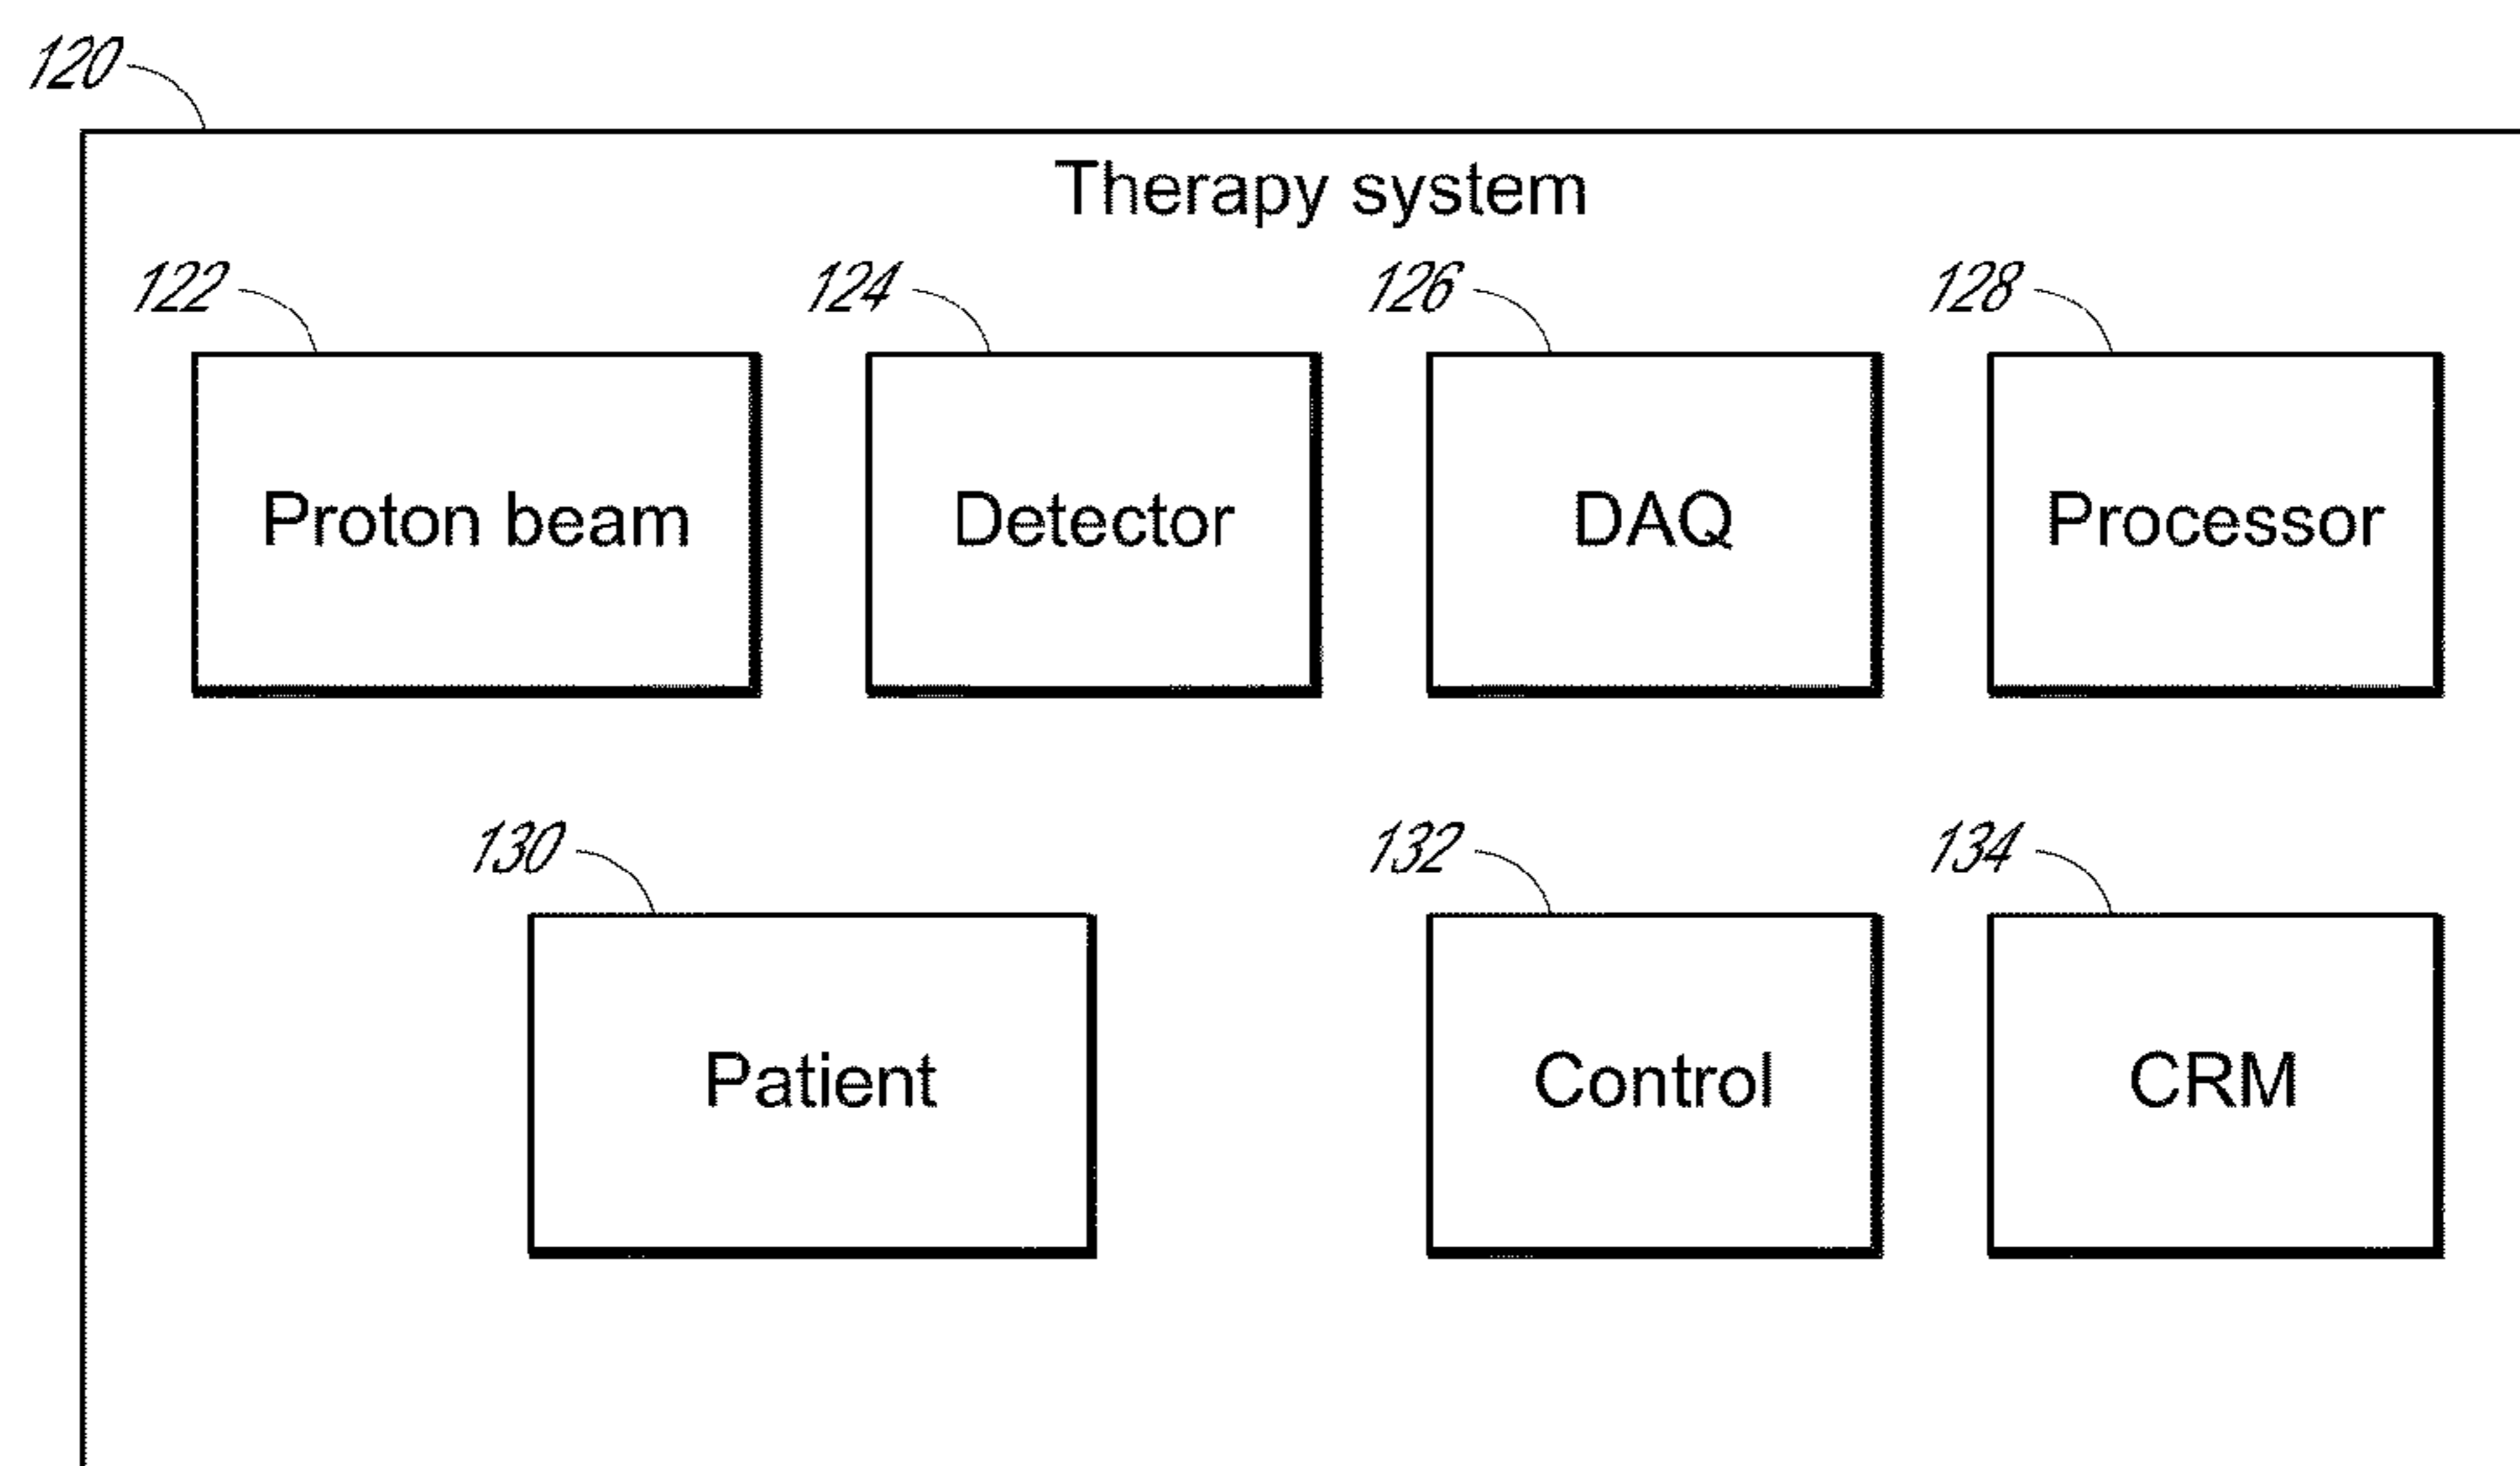 120
Therapy system
122 124 126 128
Proton beam Detector DAQ Processor
130 132 134
Patient Control CRM